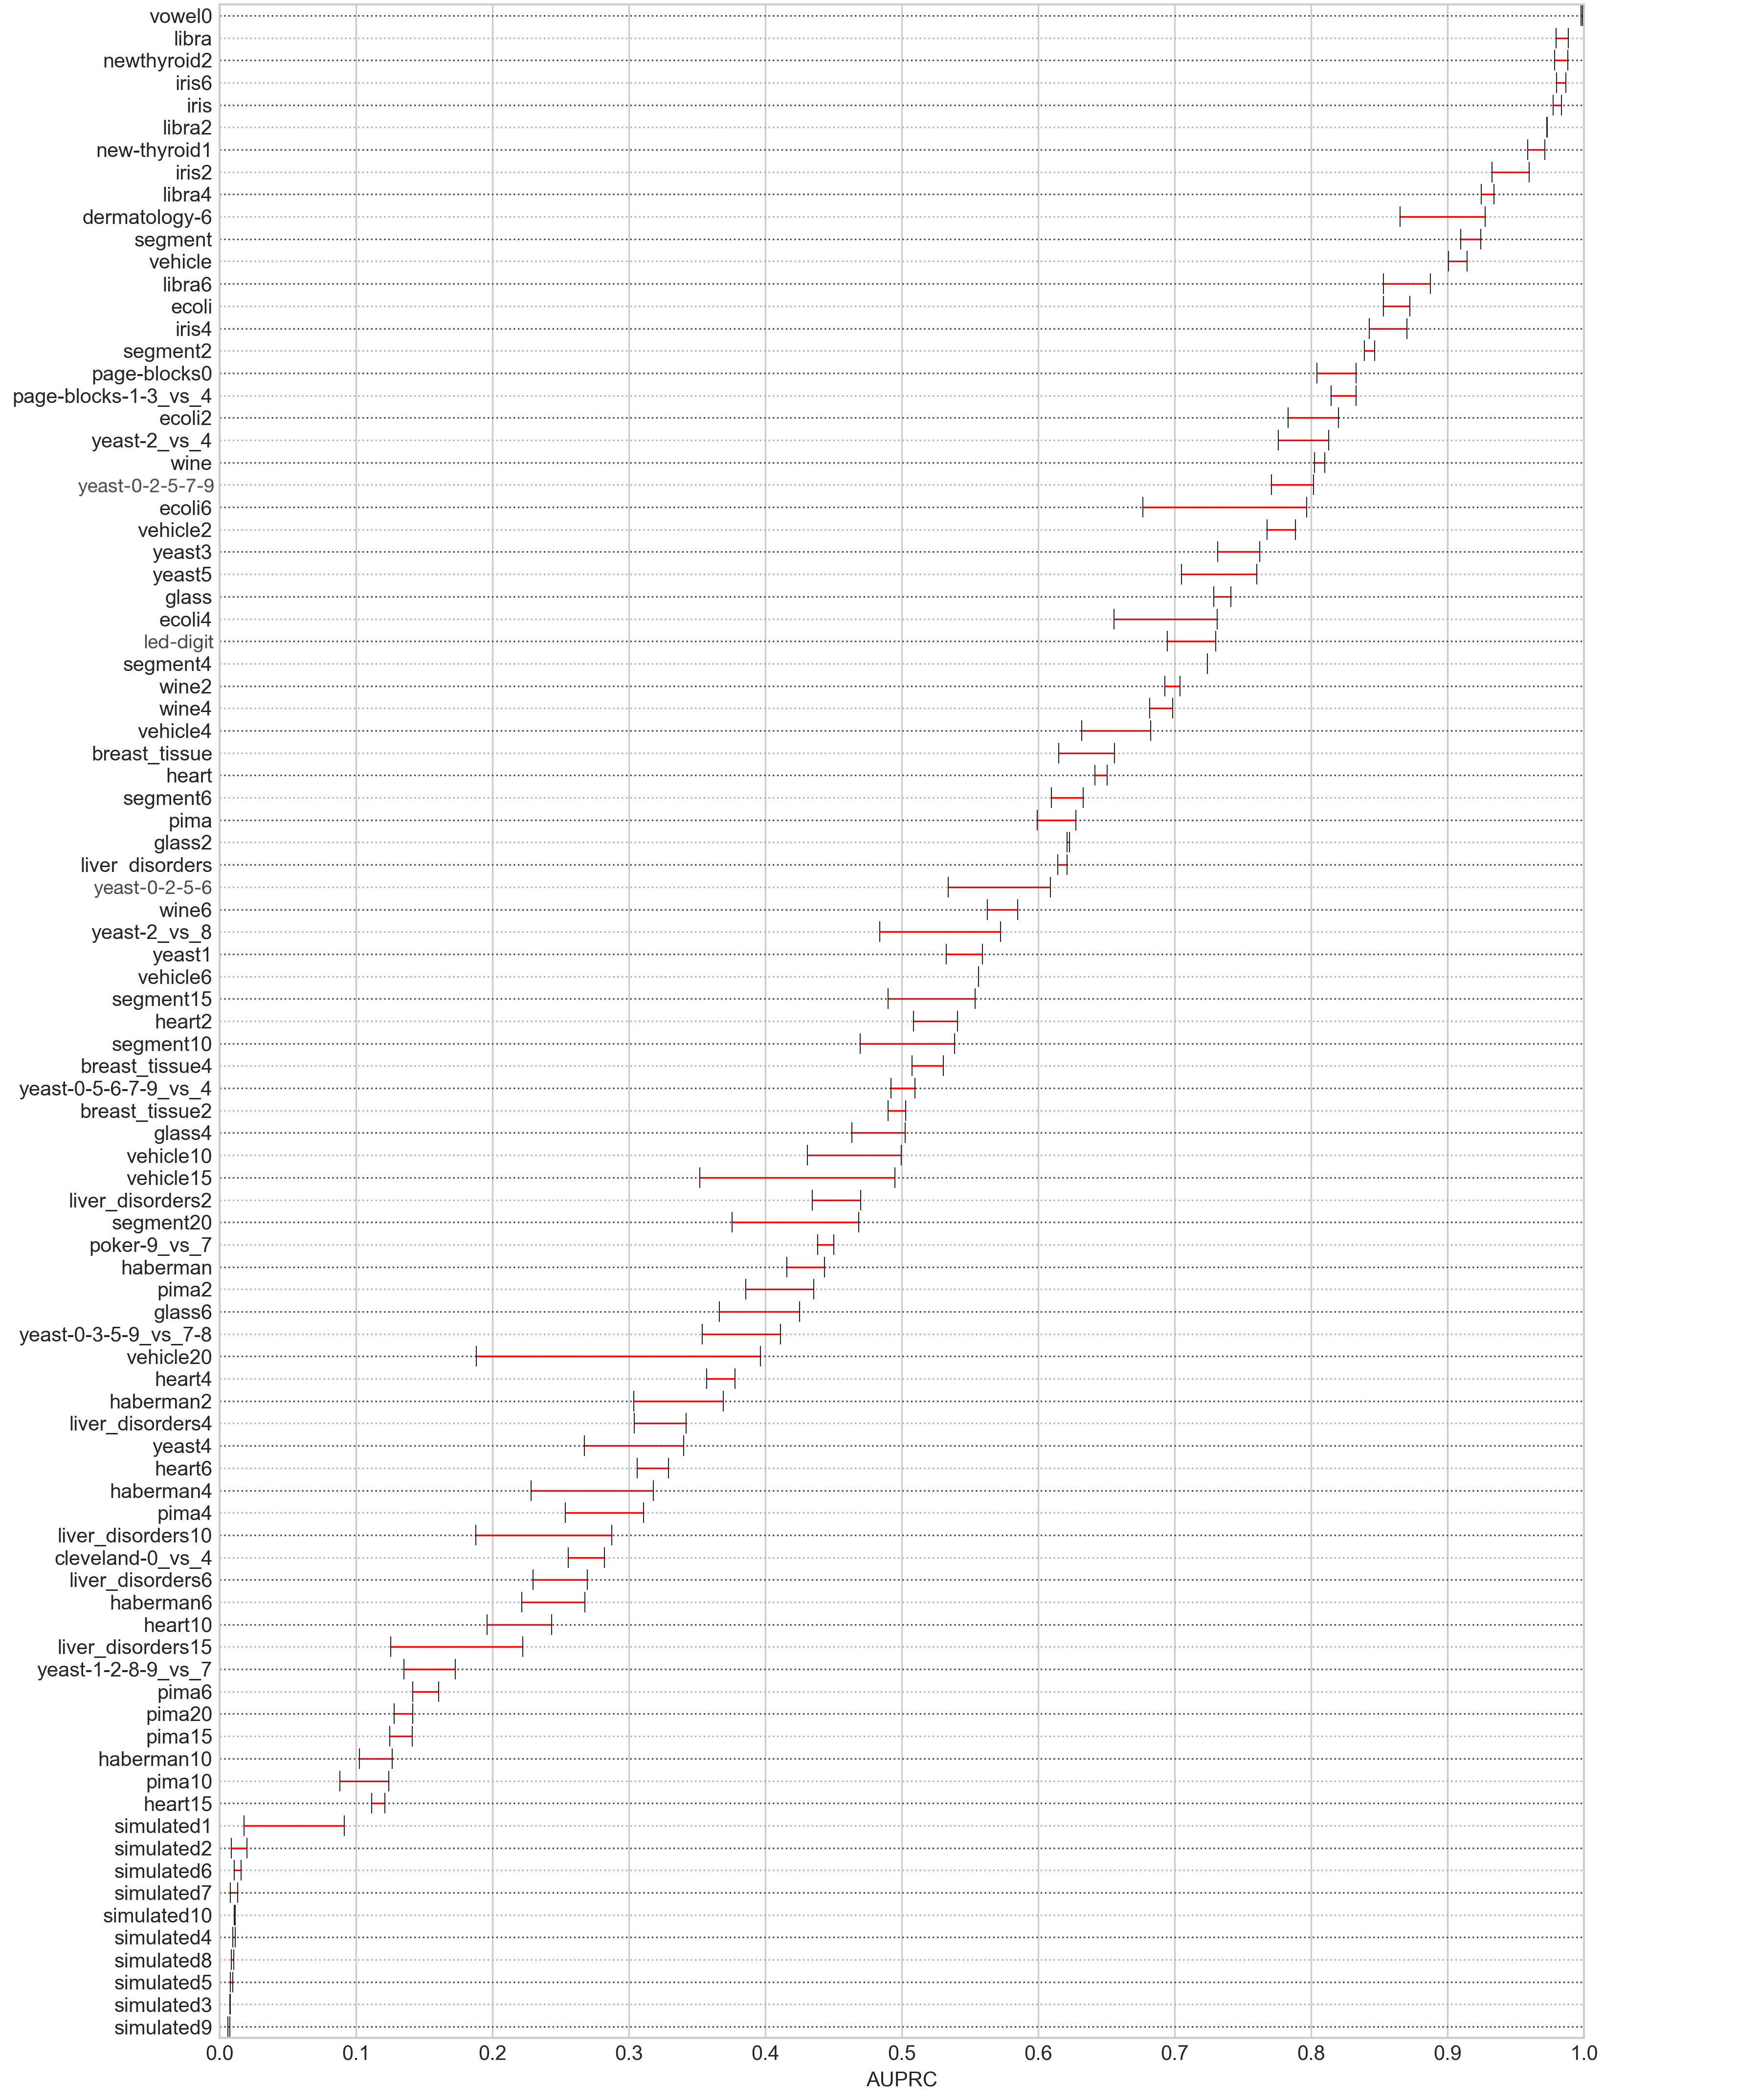 vowel0
libra
newthyroid2
iris6
iris
libra2
new-thyroid1
iris2
libra4
dermatology-6
segment
vehicle
libra6
ecoli
iris4
segment2
page-blocks0
page-blocks-1-3_vs_4
ecoli2
yeast-2_vs_4
wine
yeast-0-2-5-7-9
ecoli6
vehicle2
yeast3
yeast5
glass
ecoli4
led-digit
segment4
wine2
wine4
vehicle4
breast_tissue
heart
segment6
pima
glass2
liver disorders
yeast-0-2-5-6
wine6
yeast-2_vs_8
yeast1
vehicle6
segment15
heart2
segment10
breast_tissue4
yeast-0-5-6-7-9_vs_4
breast_tissue2
glass4
vehicle10
vehicle15
liver_disorders2
segment20
poker-9_vs_7
haberman
pima2
glass6
yeast-0-3-5-9_vs_7-8
vehicle20
heart4
haberman2
liver_disorders4
yeast4
heart6
haberman4
pima4
liver_disorders10
cleveland-0_vs_4
liver_disorders6
haberman6
heart10
liver_disorders15
yeast-1-2-8-9_vs_7
pima6
pima20
pima15
haberman10
pima10
heart15
simulated1
simulated2
simulated6
simulated7
simulated10
simulated4
simulated8
simulated5
simulated3
simulated9
0.0 0.1 0.2 0.3 0.4 0.5 0.6 0.7 0.8 0.9 1.0
AUPRC